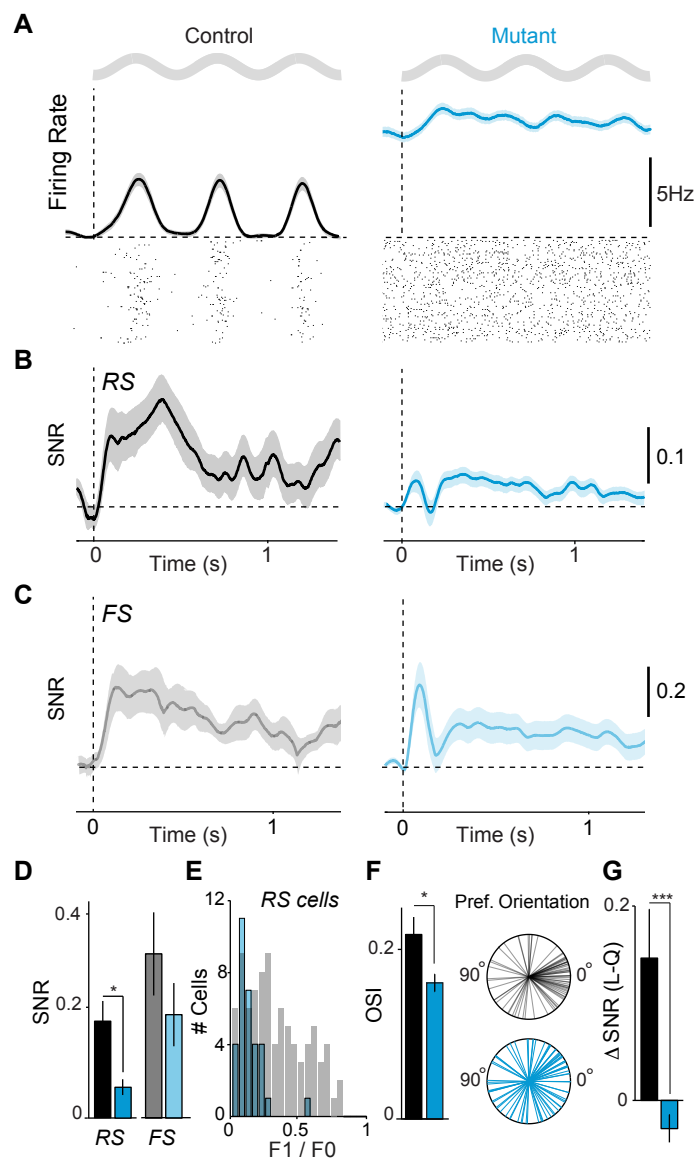 A
Control
Mutant
Firing Rate
5Hz
B
RS
SNR
0.1
0
1
Time (s)
0
1
Time (s)
C
FS
SNR
0.2
0
1
Time (s)
0
1
Time (s)
D
E
F
G
0.4
0.2
0
SNR
*
RS
FS
12
8
4
0
# Cells
RS cells
0.5
1
F1 / F0
0.2
0
OSI
*
Pref. Orientation
90°
0°
90°
0°
0.2
0
Δ SNR (L-Q)
***